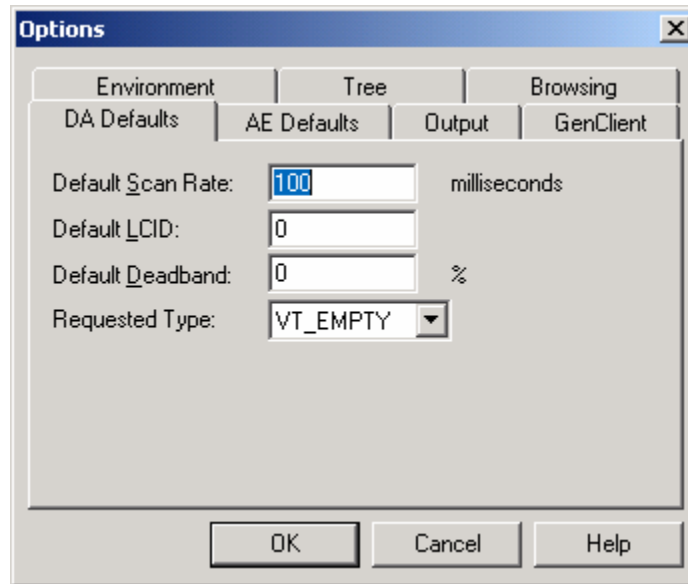 Options
Environment Tree Browsing
DA Defaults AE Defaults Output GenClient
Default Scan Rate: 100 milliseconds
Default LCID: 0
Default Deadband: 0 %
Requested Type: VT_EMPTY
OK Cancel Help